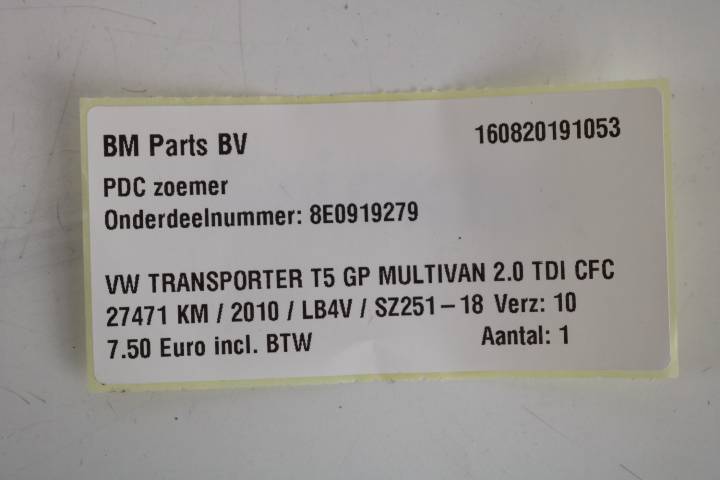 BM Parts BV 160820191053
PDC zoemer
Onderdeelnummer: 8E0919279
VW TRANSPORTER T5 GP MULTIVAN 2.0 TDI CFC
27471 KM / 2010 / LB4V / SZ251-18 Verz: 10
7.50 Euro incl. BTW Aantal: 1